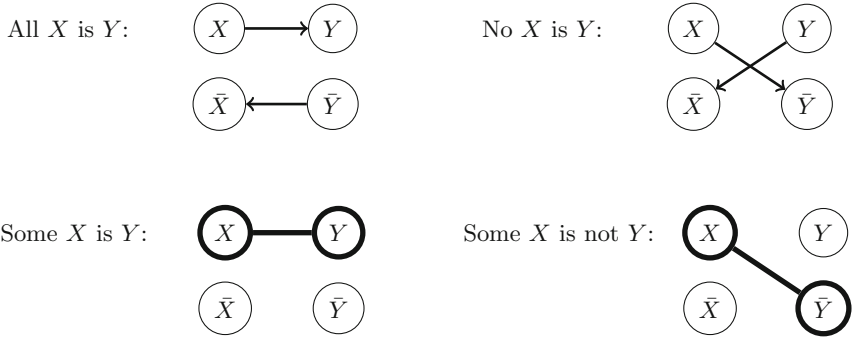 All X is Y: X Y No X is Y: X Y
X̄ Ȳ X̄ Ȳ
Some X is Y: X Y Some X is not Y: X Y
X̄ Ȳ X̄ Ȳ